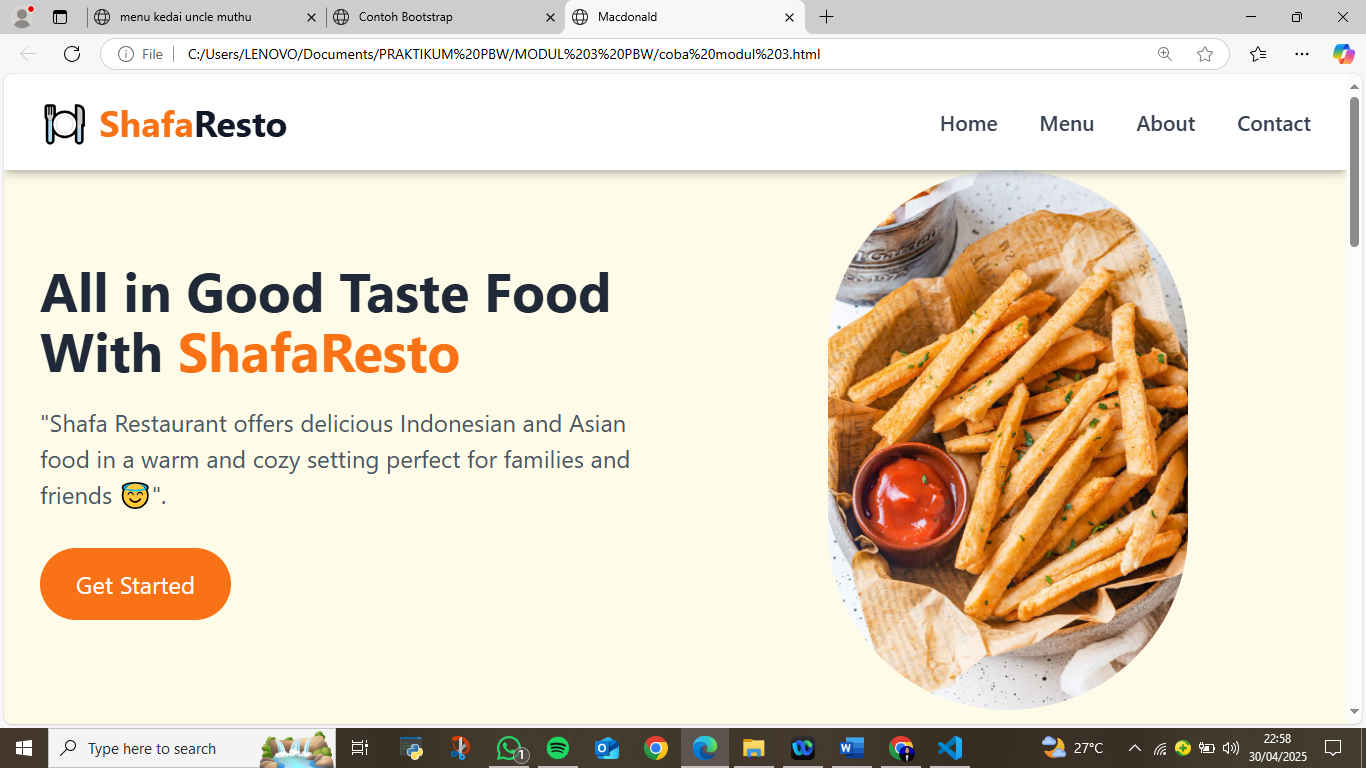 menu kedai uncle muthu
Contoh Bootstrap
Macdonald
File
C:/Users/LENOVO/Documents/PRAKTIKUM%20PBW/MODUL%203%20PBW/coba%20modul%203.html
ShafaResto
Home Menu About Contact
All in Good Taste Food
With ShafaResto
"Shafa Restaurant offers delicious Indonesian and Asian
food in a warm and cozy setting perfect for families and
friends 😇".
Get Started
Type here to search
1
27°C
22:58
30/04/2025